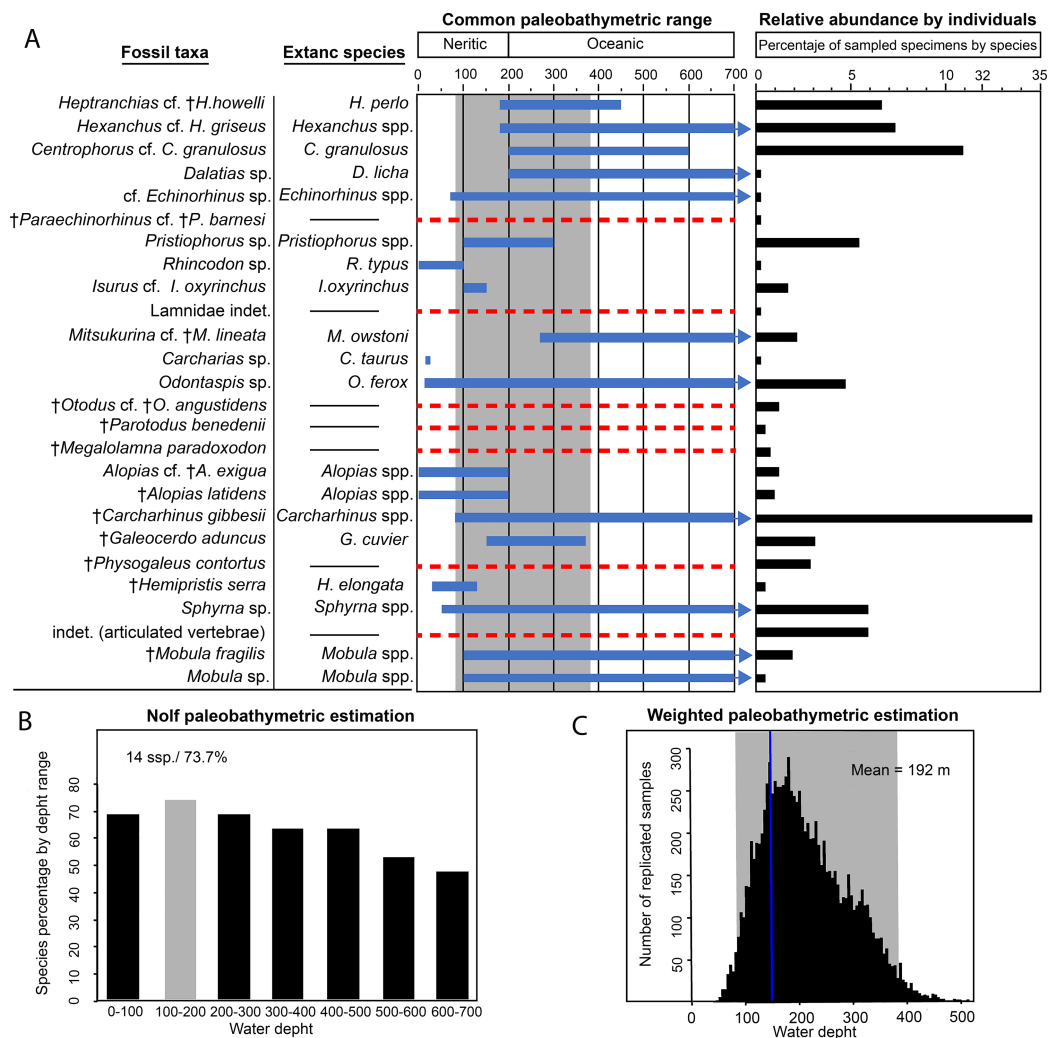 A
Common paleobathymetric range
Relative abundance by individuals
Fossil taxa
Extanc species
Neritic
Oceanic
Percentage of sampled specimens by species
0 100 200 300 400 500 600 700
0 5 10 32 35
Heptranchias cf. †H.howelli H. perlo
Hexanchus cf. H. griseus Hexanchus spp.
Centrophorus cf. C. granulosus C. granulosus
Dalatias sp. D. licha
cf. Echinorhinus sp. Echinorhinus spp.
†Paraechinorhinus cf. †P. barnesi
Pristiophorus sp. Pristiophorus spp.
Rhincodon sp. R. typus
Isurus cf. I. oxyrinchus I.oxyrinchus
Lamnidae indet.
Mitsukurina cf. †M. lineata M. owstoni
Carcharias sp. C. taurus
Odontaspis sp. O. ferox
†Otodus cf. †O. angustidens
†Parotodus benedenii
†Megalolamna paradoxodon
Alopias cf. †A. exigua Alopias spp.
†Alopias latidens Alopias spp.
†Carcharhinus gibbesii Carcharhinus spp.
†Galeocerdo aduncus G. cuvier
†Physogaleus contortus
†Hemipristis serra H. elongata
Sphyrna sp. Sphyrna spp.
indet. (articulated vertebrae)
†Mobula fragilis Mobula spp.
Mobula sp. Mobula spp.
B
Nolf paleobathymetric estimation
14 ssp./ 73.7%
Species percentage by depht range
80
70
60
50
40
30
20
10
0
0-100 100-200 200-300 300-400 400-500 500-600 600-700
Water depht
C
Weighted paleobathymetric estimation
Mean = 192 m
Number of replicated samples
300
250
200
150
100
50
0 100 200 300 400 500
Water depht